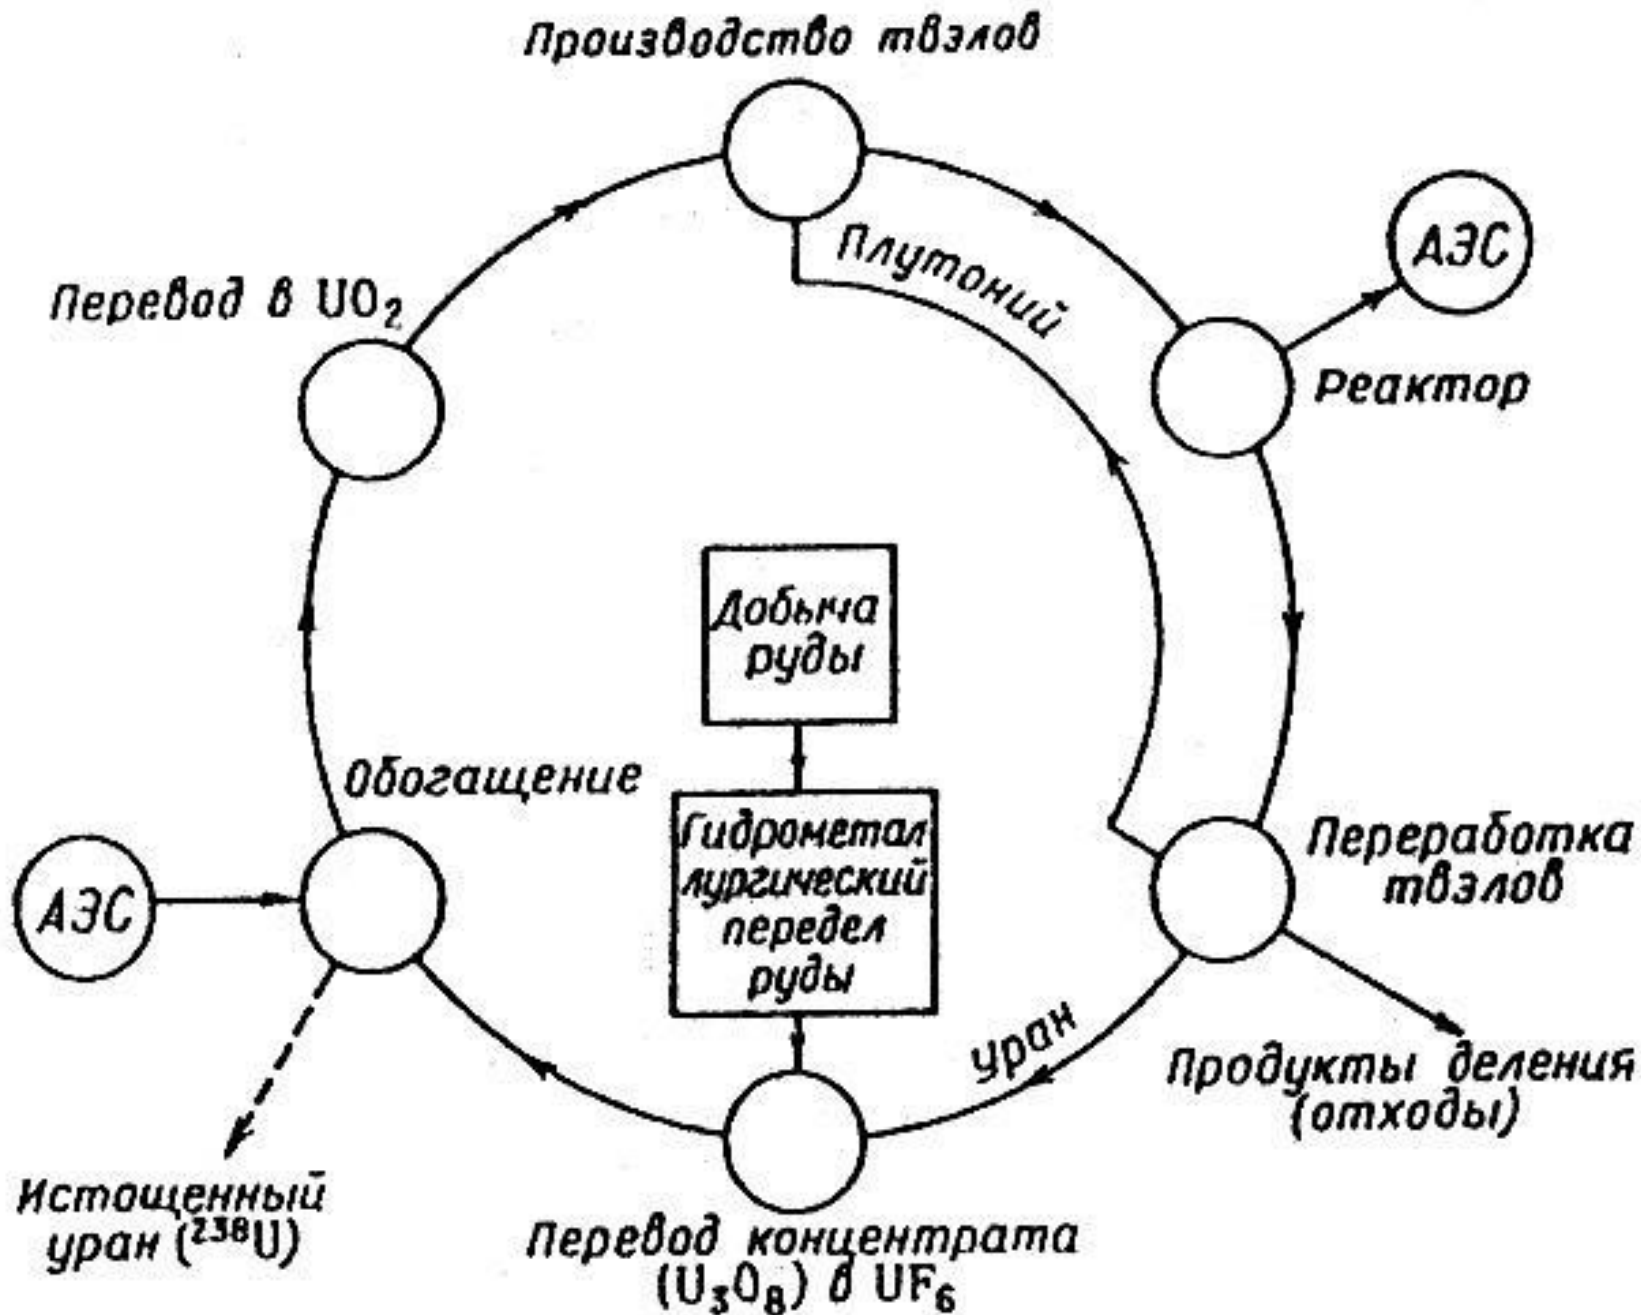 Производство твэлов
Плутоний
АЭС
Перевод в UO₂
Реактор
Добыча
руды
Обогащение
Гидрометал
лургический
передел
руды
Переработка
твэлов
АЭС
Уран
Продукты деления
(отходы)
Истощенный
уран (²³⁸U)
Перевод концентрата
(U₃O₈) в UF₆